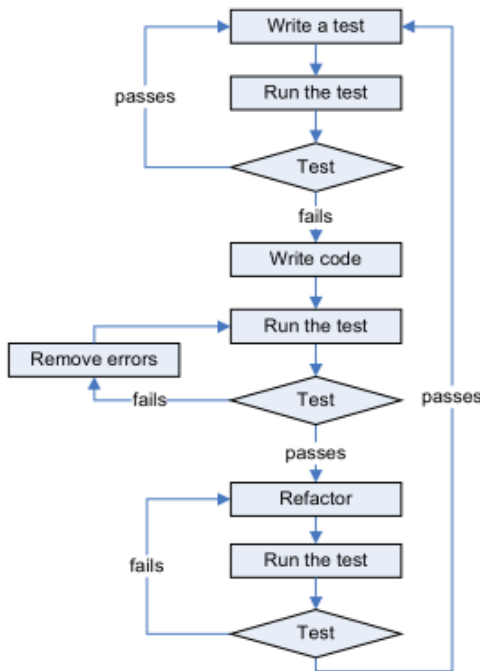 Write a test
passes
Run the test
Test
fails
Write code
Run the test
Remove errors
Test
fails
passes
passes
Refactor
fails
Run the test
Test